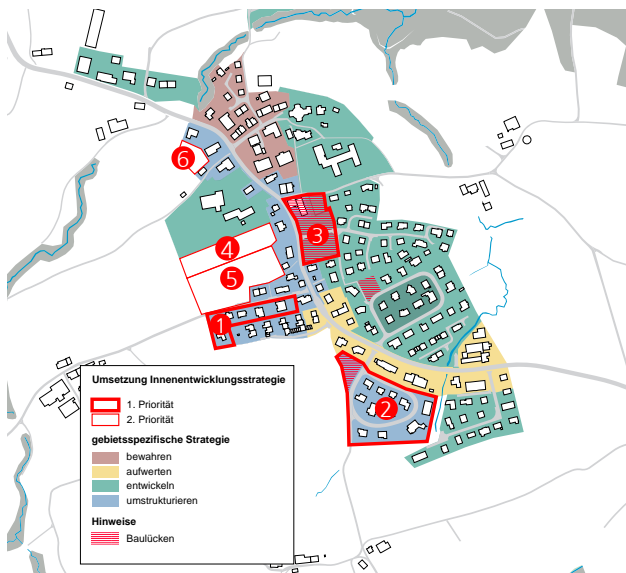 6
3
4
5
1
2
Umsetzung Innenentwicklungsstrategie
1. Priorität
2. Priorität
gebietsspezifische Strategie
bewahren
aufwerten
entwickeln
umstrukturieren
Hinweise
Baulücken